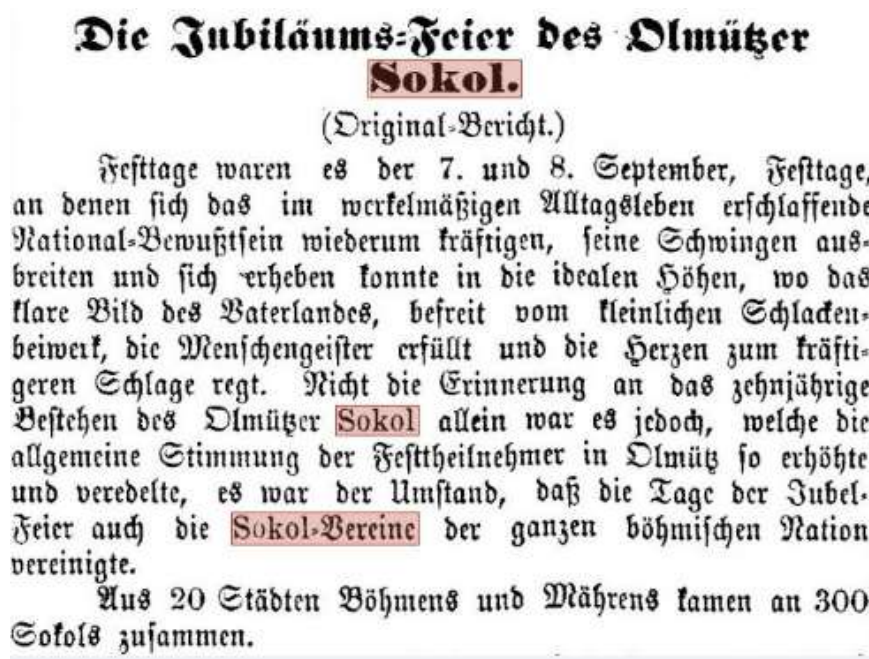 Die Jubiläums-Feier des Olmützer
Sokol.
(Original-Bericht.)
Festtage waren es der 7. und 8. September, Festtage,
an denen sich das im werkelmäßigen Alltagsleben erschlaffende
National-Bewußtsein wiederum kräftigen, seine Schwingen aus-
breiten und sich erheben konnte in die idealen Höhen, wo das
klare Bild des Vaterlandes, befreit vom kleinlichen Schlacken-
beiwerk, die Menschengeister erfüllt und die Herzen zum kräfti-
geren Schlage regt. Nicht die Erinnerung an das zehnjährige
Bestehen des Olmützer Sokol allein war es jedoch, welche die
allgemeine Stimmung der Festtheilnehmer in Olmütz so erhöhte
und veredelte, es war der Umstand, daß die Tage der Jubel-
Feier auch die Sokol-Vereine der ganzen böhmischen Nation
vereinigte.
Aus 20 Städten Böhmens und Mährens kamen an 300
Sokols zusammen.